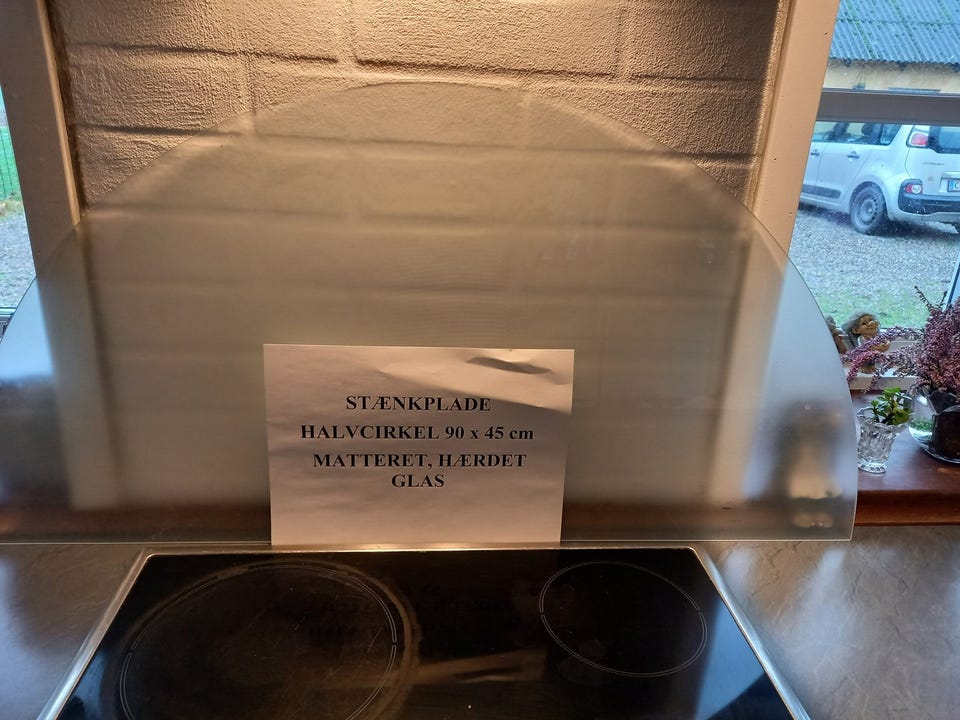 STÆNKPLADE
HALVCIRKEL 90 x 45 cm
MATTERET, HÆRDET
GLAS